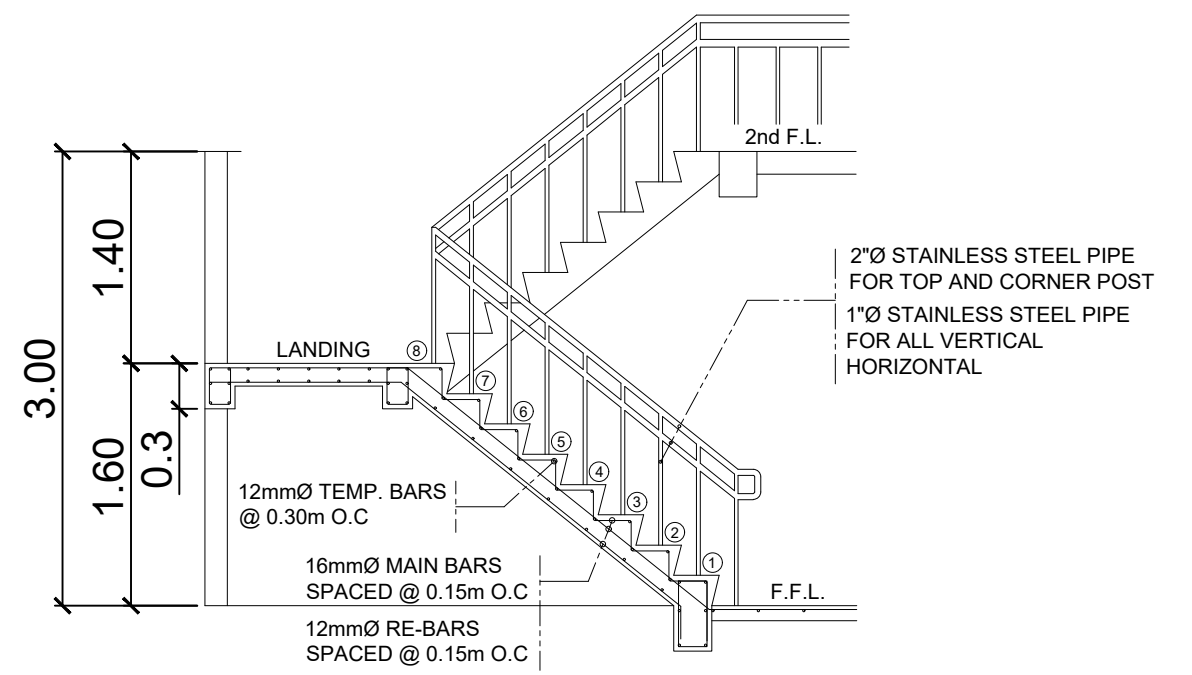 2nd F.L.
1.40
3.00
1.60
0.3
LANDING
8
7
6
5
4
3
2
1
2"Ø STAINLESS STEEL PIPE
FOR TOP AND CORNER POST
1"Ø STAINLESS STEEL PIPE
FOR ALL VERTICAL
HORIZONTAL
12mmØ TEMP. BARS
@ 0.30m O.C
16mmØ MAIN BARS
SPACED @ 0.15m O.C
12mmØ RE-BARS
SPACED @ 0.15m O.C
F.F.L.